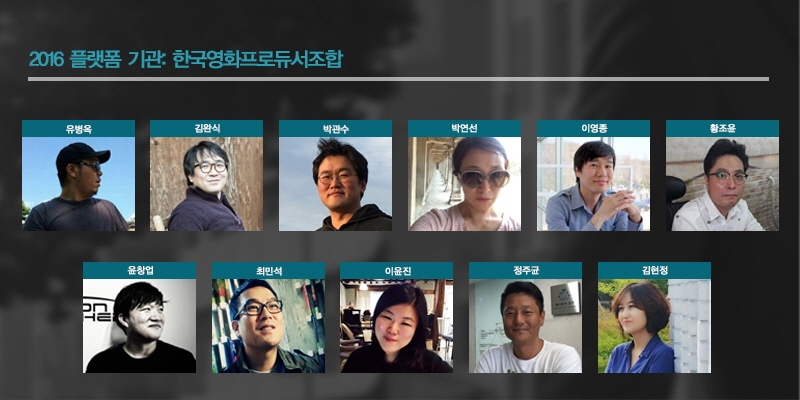 2016 플랫폼 기관: 한국영화프로듀서조합
유병옥
김완식
박관수
박연선
이영종
황조윤
윤창업
최민석
이윤진
정주균
김현정